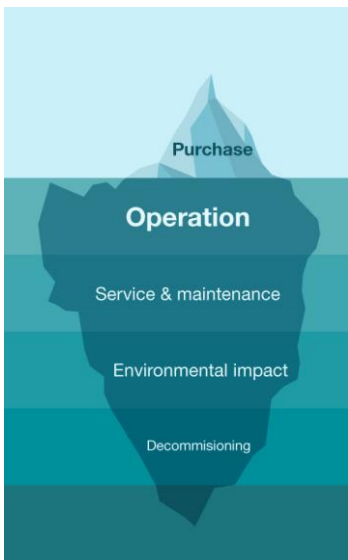 Purchase
Operation
Service & maintenance
Environmental impact
Decommisioning